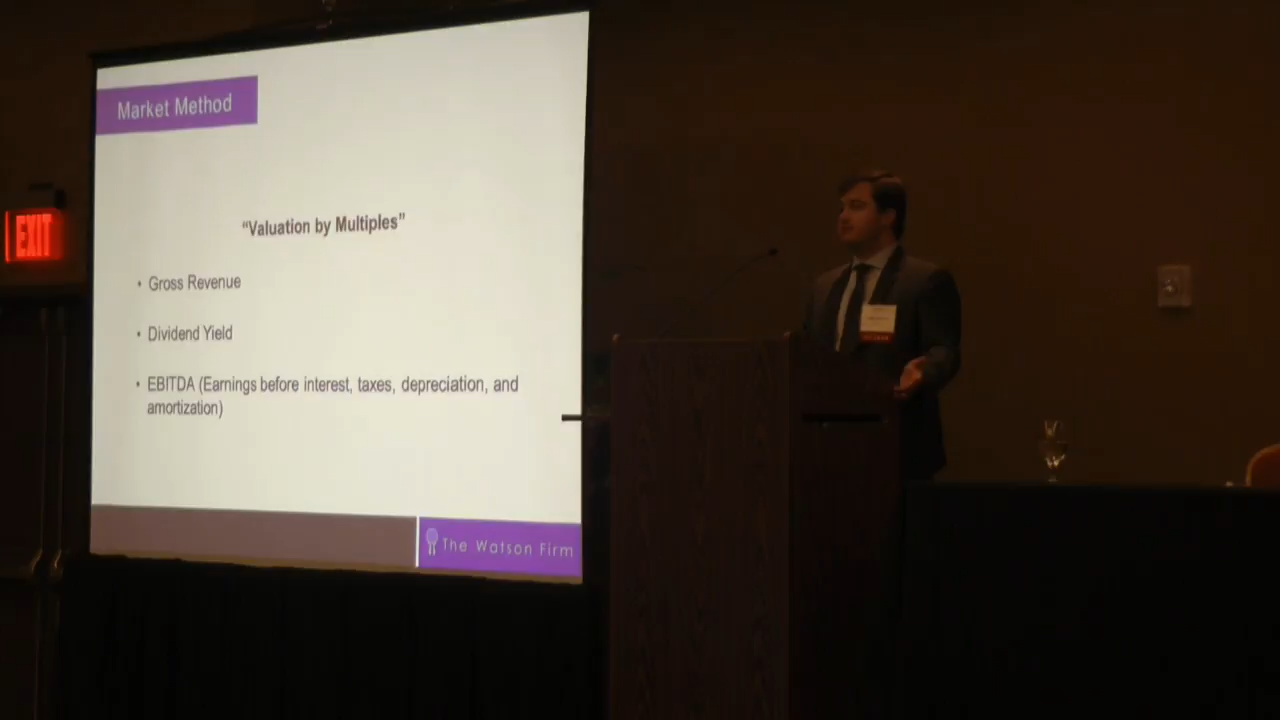 Market Method
“Valuation by Multiples”
• Gross Revenue
• Dividend Yield
• EBITDA (Earnings before interest, taxes, depreciation, and
amortization)
The Watson Firm
EXIT